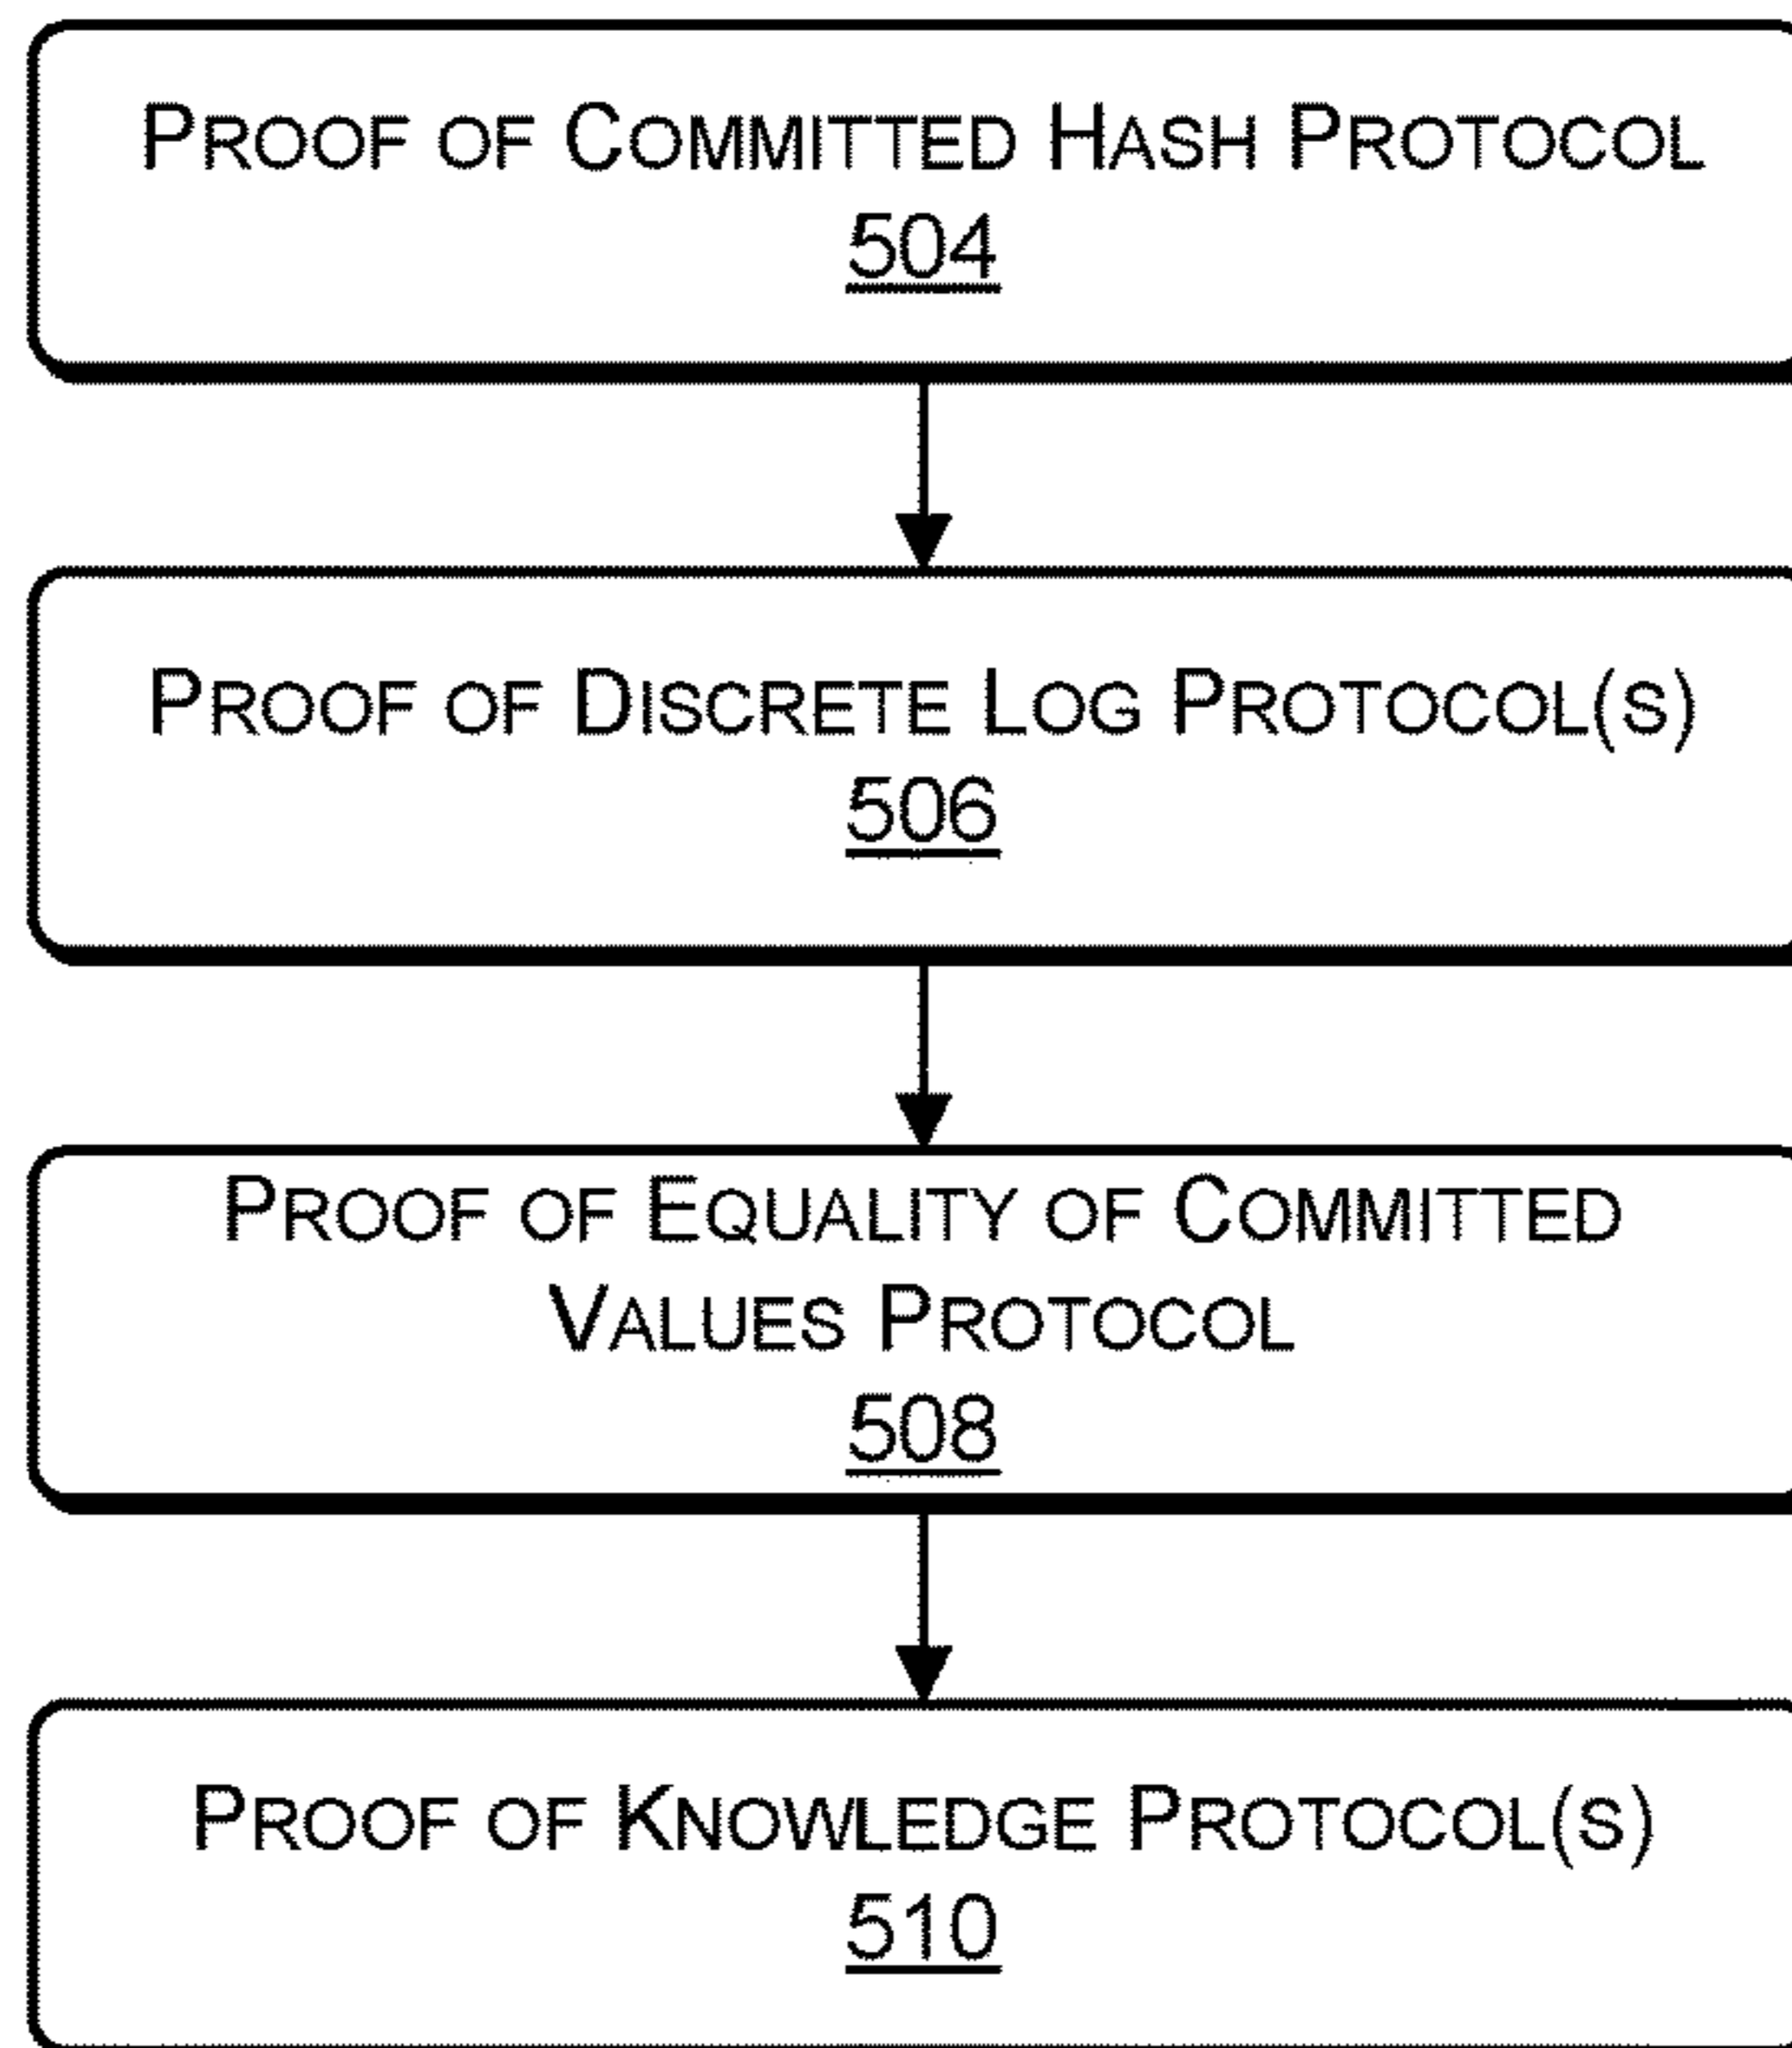 PROOF OF COMMITTED HASH PROTOCOL
504
PROOF OF DISCRETE LOG PROTOCOL(S)
506
PROOF OF EQUALITY OF COMMITTED
VALUES PROTOCOL
508
PROOF OF KNOWLEDGE PROTOCOL(S)
510